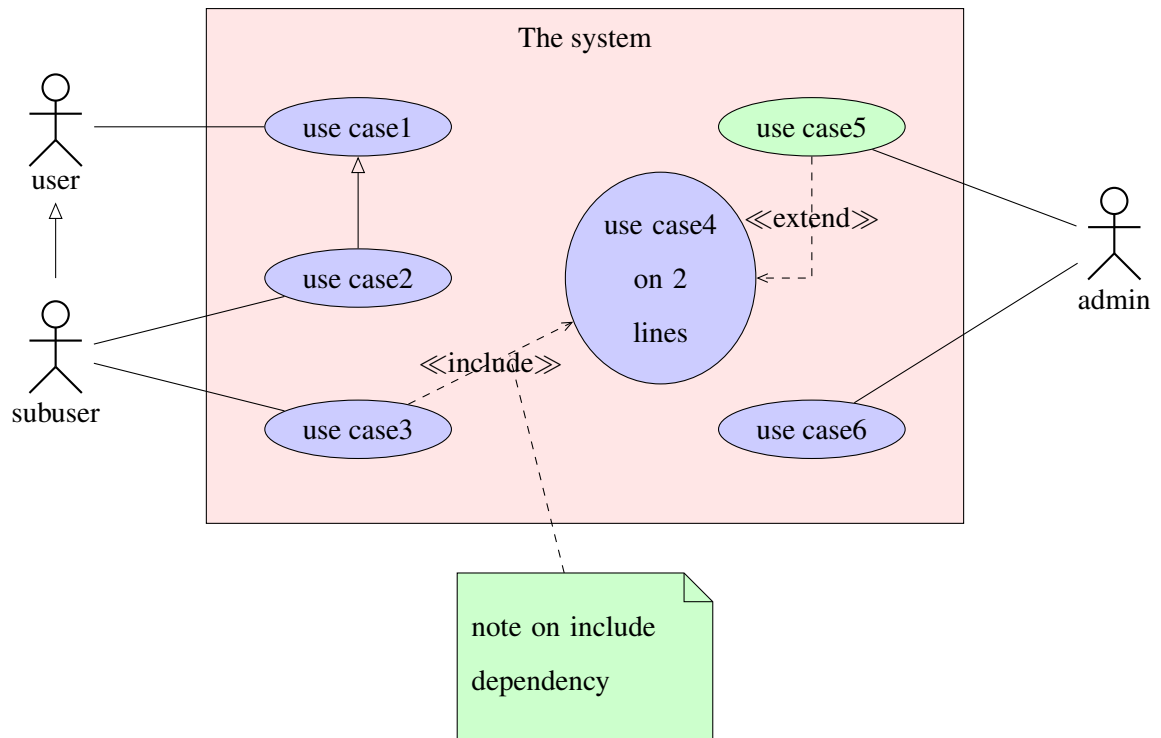 The system
user
use case1
use case5
use case4
on 2
lines
≪extend≫
use case2
admin
≪include≫
subuser
use case3
use case6
note on include
dependency